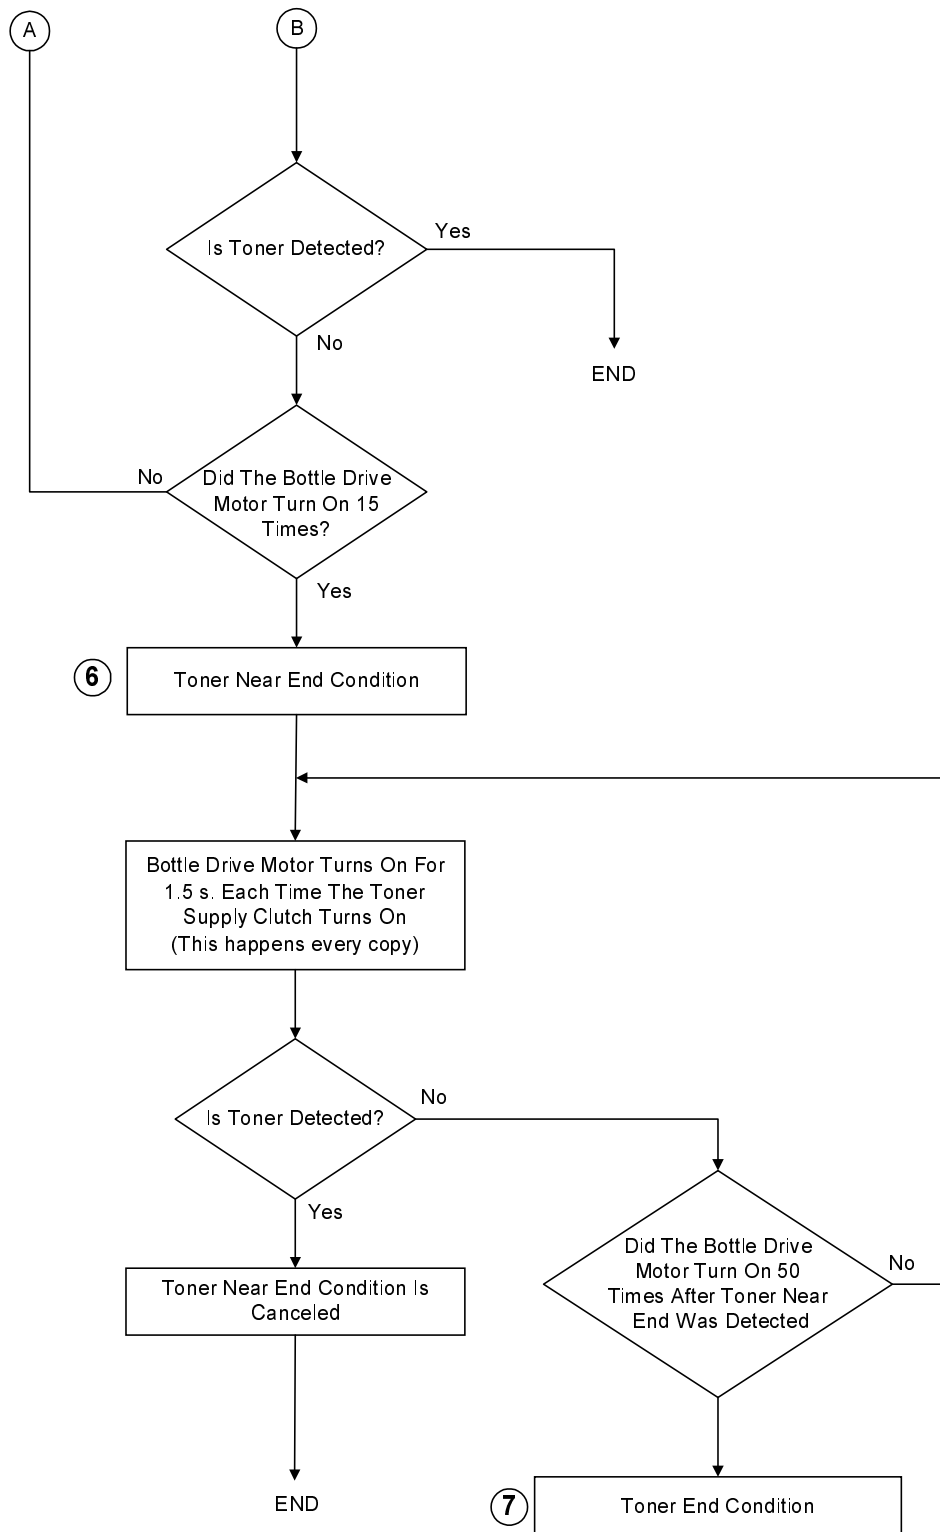 A
B
Is Toner Detected?
Yes
No
END
No
Did The Bottle Drive
Motor Turn On 15
Times?
Yes
6
Toner Near End Condition
Bottle Drive Motor Turns On For
1.5 s. Each Time The Toner
Supply Clutch Turns On
(This happens every copy)
Is Toner Detected?
No
Yes
Did The Bottle Drive
Motor Turn On 50
Times After Toner Near
End Was Detected
No
Toner Near End Condition Is
Canceled
END
7
Toner End Condition